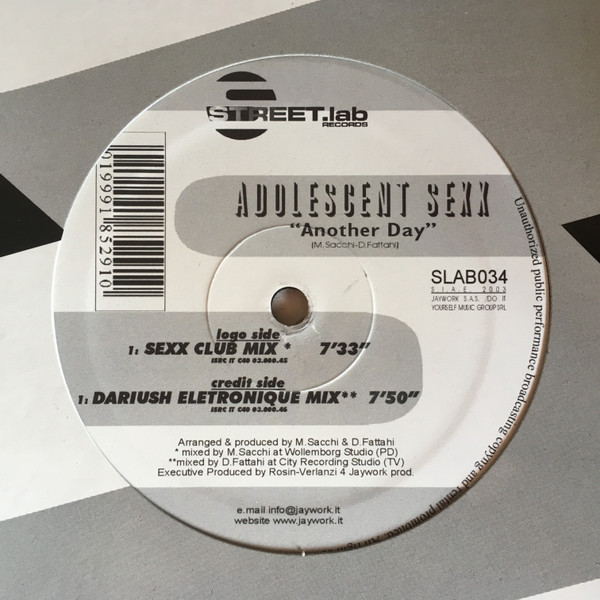 STREET.lab
RECORDS
ADOLESCENT SEXX
"Another Day"
(M.Sacchi-D.Fattahi)
SLAB034
S.I.A.E. 2003
JAYWORK S.A.S. /DO IT
YOURSELF MUSIC GROUP SRL
019991852910
logo side
1: SEXX CLUB MIX * 7'33"
ISRC IT C40 03.000.45
credit side
1: DARIUSH ELETRONIQUE MIX** 7'50"
ISRC IT C40 03.000.46
Arranged & produced by M.Sacchi & D.Fattahi
* mixed by M.Sacchi at Wollemborg Studio (PD)
**mixed by D.Fattahi at City Recording Studio (TV)
Executive Produced by Rosin-Verlanzi 4 Jaywork prod.
e.mail info@jaywork.it
website www.jaywork.it
Unauthorized public performance broadcasting copying and rental prohibited. All